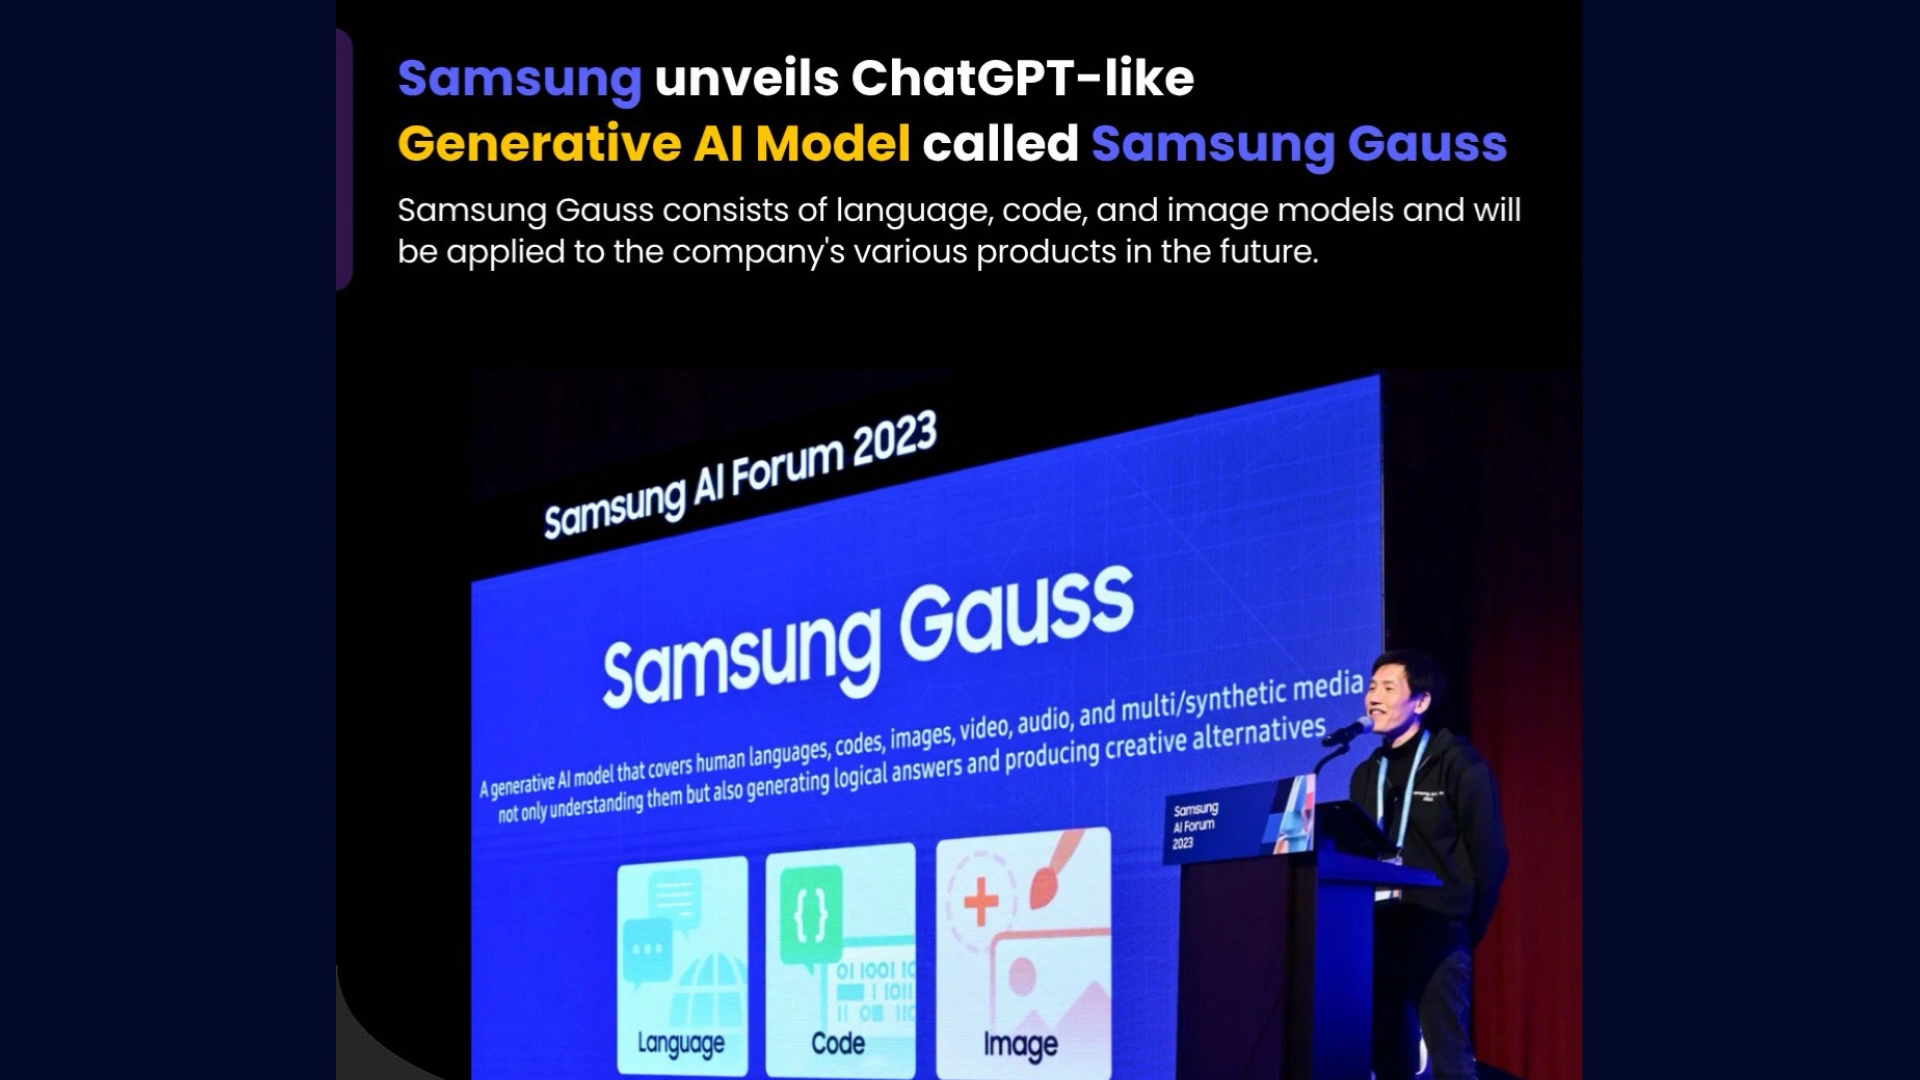 Samsung unveils ChatGPT-like
Generative AI Model called Samsung Gauss
Samsung Gauss consists of language, code, and image models and will
be applied to the company's various products in the future.
Samsung AI Forum 2023
Samsung Gauss
A generative AI model that covers human languages, codes, images, video, audio, and multi/synthetic media
not only understanding them but also generating logical answers and producing creative alternatives
Samsung
AI Forum
2023
Language
Code
Image